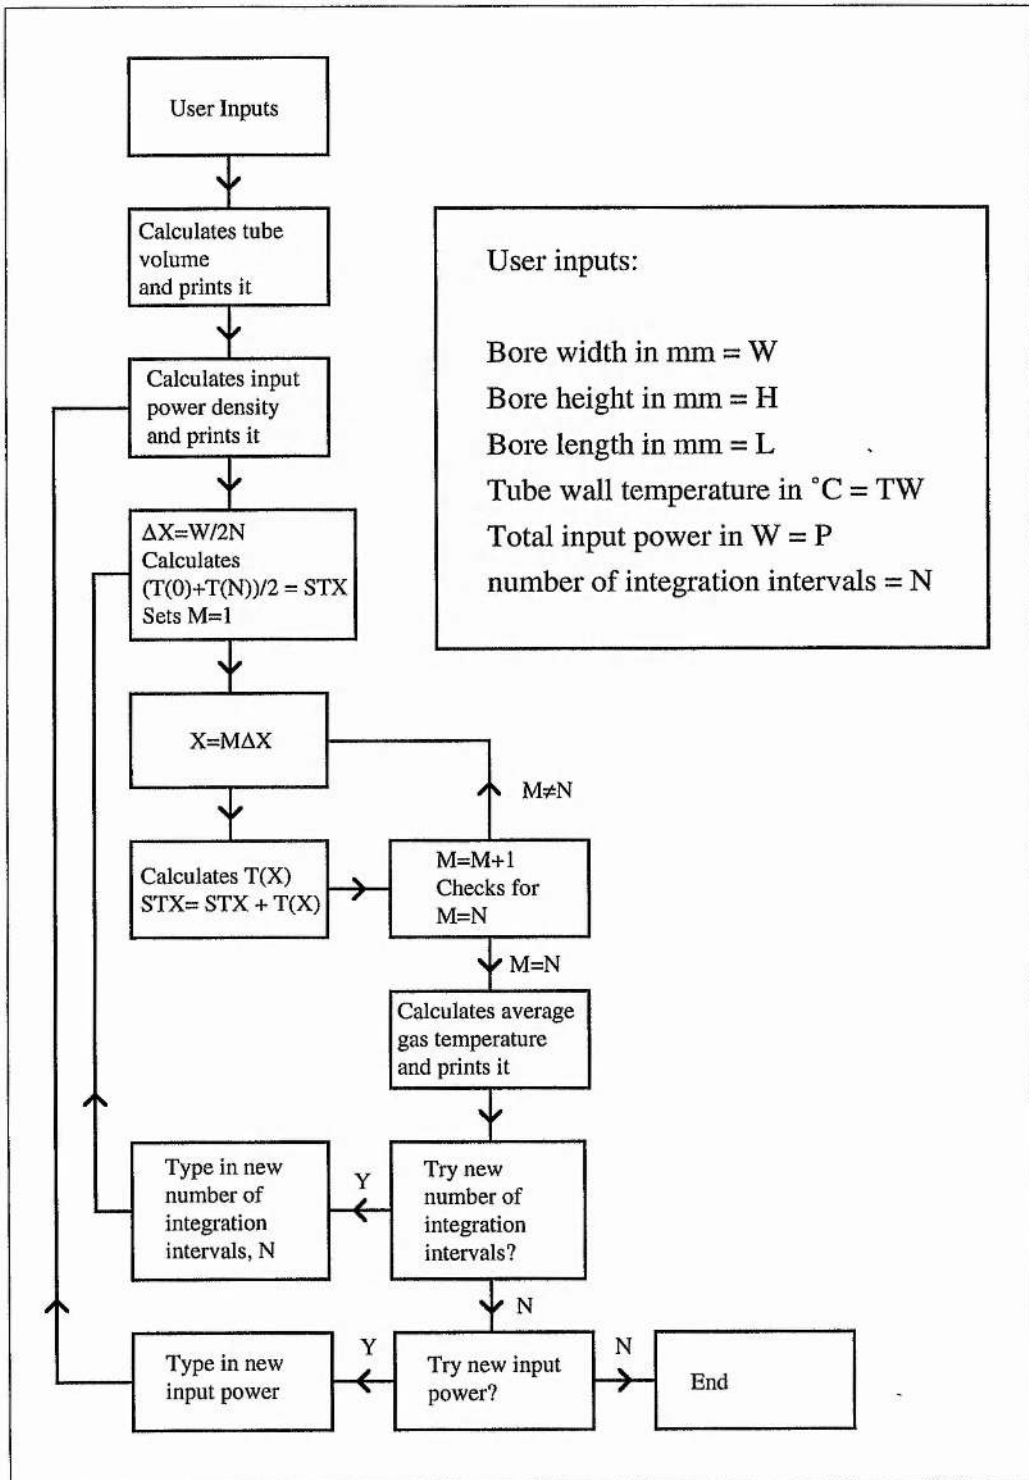 User Inputs
Calculates tube
volume
and prints it
Calculates input
power density
and prints it
ΔX=W/2N
Calculates
(T(0)+T(N))/2 = STX
Sets M=1
X=MΔX
M≠N
Calculates T(X)
STX= STX + T(X)
M=M+1
Checks for
M=N
M=N
Calculates average
gas temperature
and prints it
Try new
number of
integration
intervals?
Y
Type in new
number of
integration
intervals, N
N
Try new input
power?
Y
Type in new
input power
N
End
User inputs:
Bore width in mm = W
Bore height in mm = H
Bore length in mm = L
Tube wall temperature in °C = TW
Total input power in W = P
number of integration intervals = N